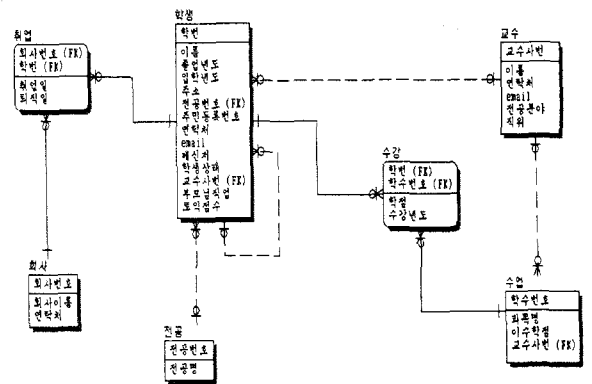 취업
회사번호 (FK)
학번 (FK)
취업일
퇴직일
학생
학번
이름
졸업년도
입학년도
주소
전공번호 (FK)
주민등록번호
연락처
email
학생상태
교수사번 (FK)
부모님직업
토익점수
교수
교수사번
이름
연락처
email
전공분야
직위
수강
학번 (FK)
학수번호 (FK)
학점
수강년도
회사
회사번호
회사이름
연락처
전공
전공번호
전공명
수업
학수번호
과목명
이수학점
교수사번 (FK)